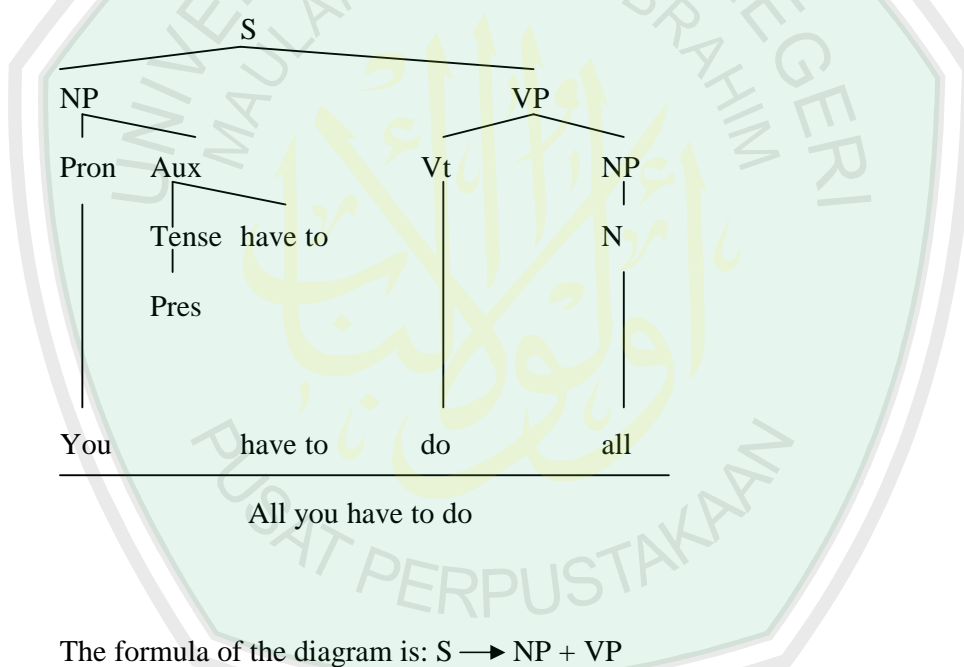 S
NP VP
Pron Aux Vt NP
Tense have to N
Pres
You have to do all
All you have to do
The formula of the diagram is: S → NP + VP